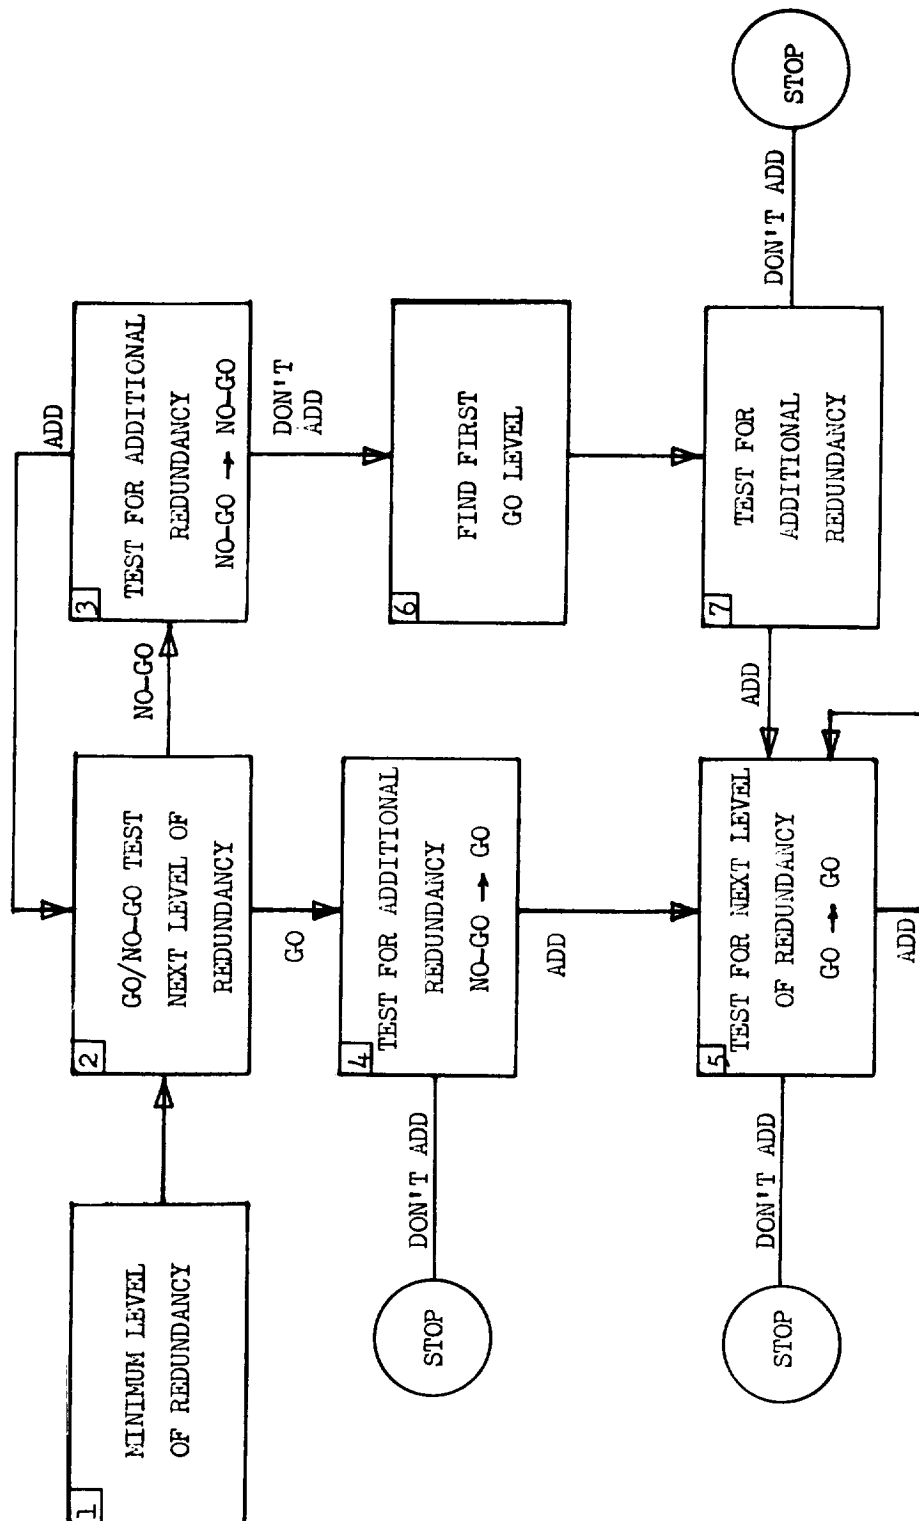 1
MINIMUM LEVEL
OF REDUNDANCY
2
GO/NO-GO TEST
NEXT LEVEL OF
REDUNDANCY
NO-GO
3
TEST FOR ADDITIONAL
REDUNDANCY
NO-GO → NO-GO
ADD
GO
DON'T
ADD
STOP
DON'T ADD
4
TEST FOR ADDITIONAL
REDUNDANCY
NO-GO → GO
6
FIND FIRST
GO LEVEL
ADD
STOP
DON'T ADD
5
TEST FOR NEXT LEVEL
OF REDUNDANCY
GO → GO
ADD
ADD
7
TEST FOR
ADDITIONAL
REDUNDANCY
DON'T ADD
STOP